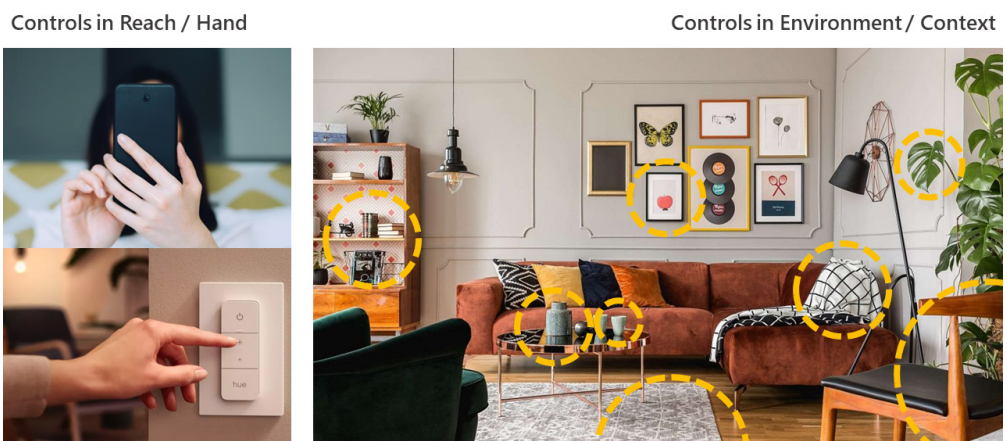 Controls in Reach / Hand
Controls in Environment / Context
hue